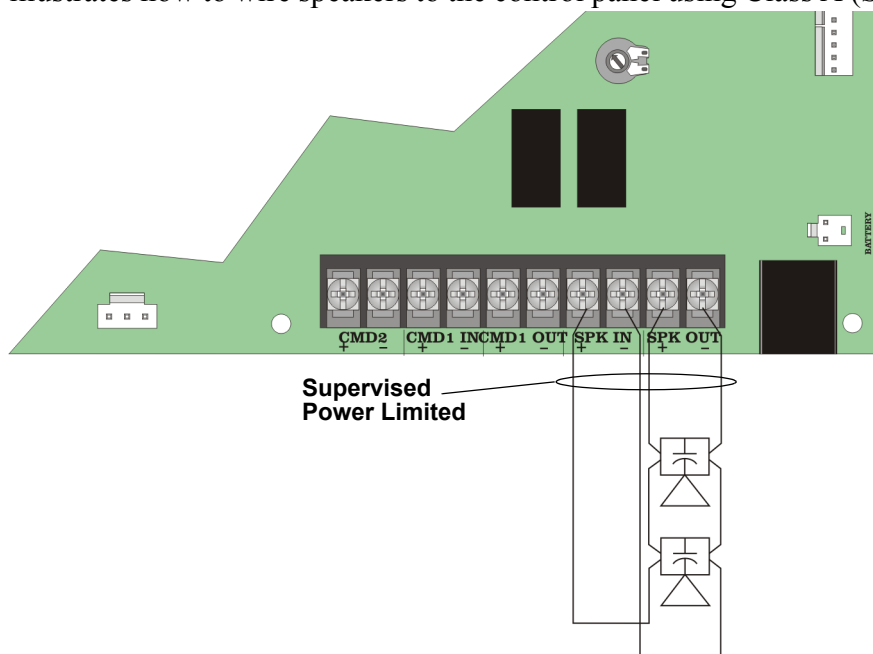 illustrates how to wire speakers to the control panel using Class A (S
BATTERY
CMD2 CMD1 IN CMD1 OUT SPK IN SPK OUT
+ - + - + - + - + -
Supervised
Power Limited